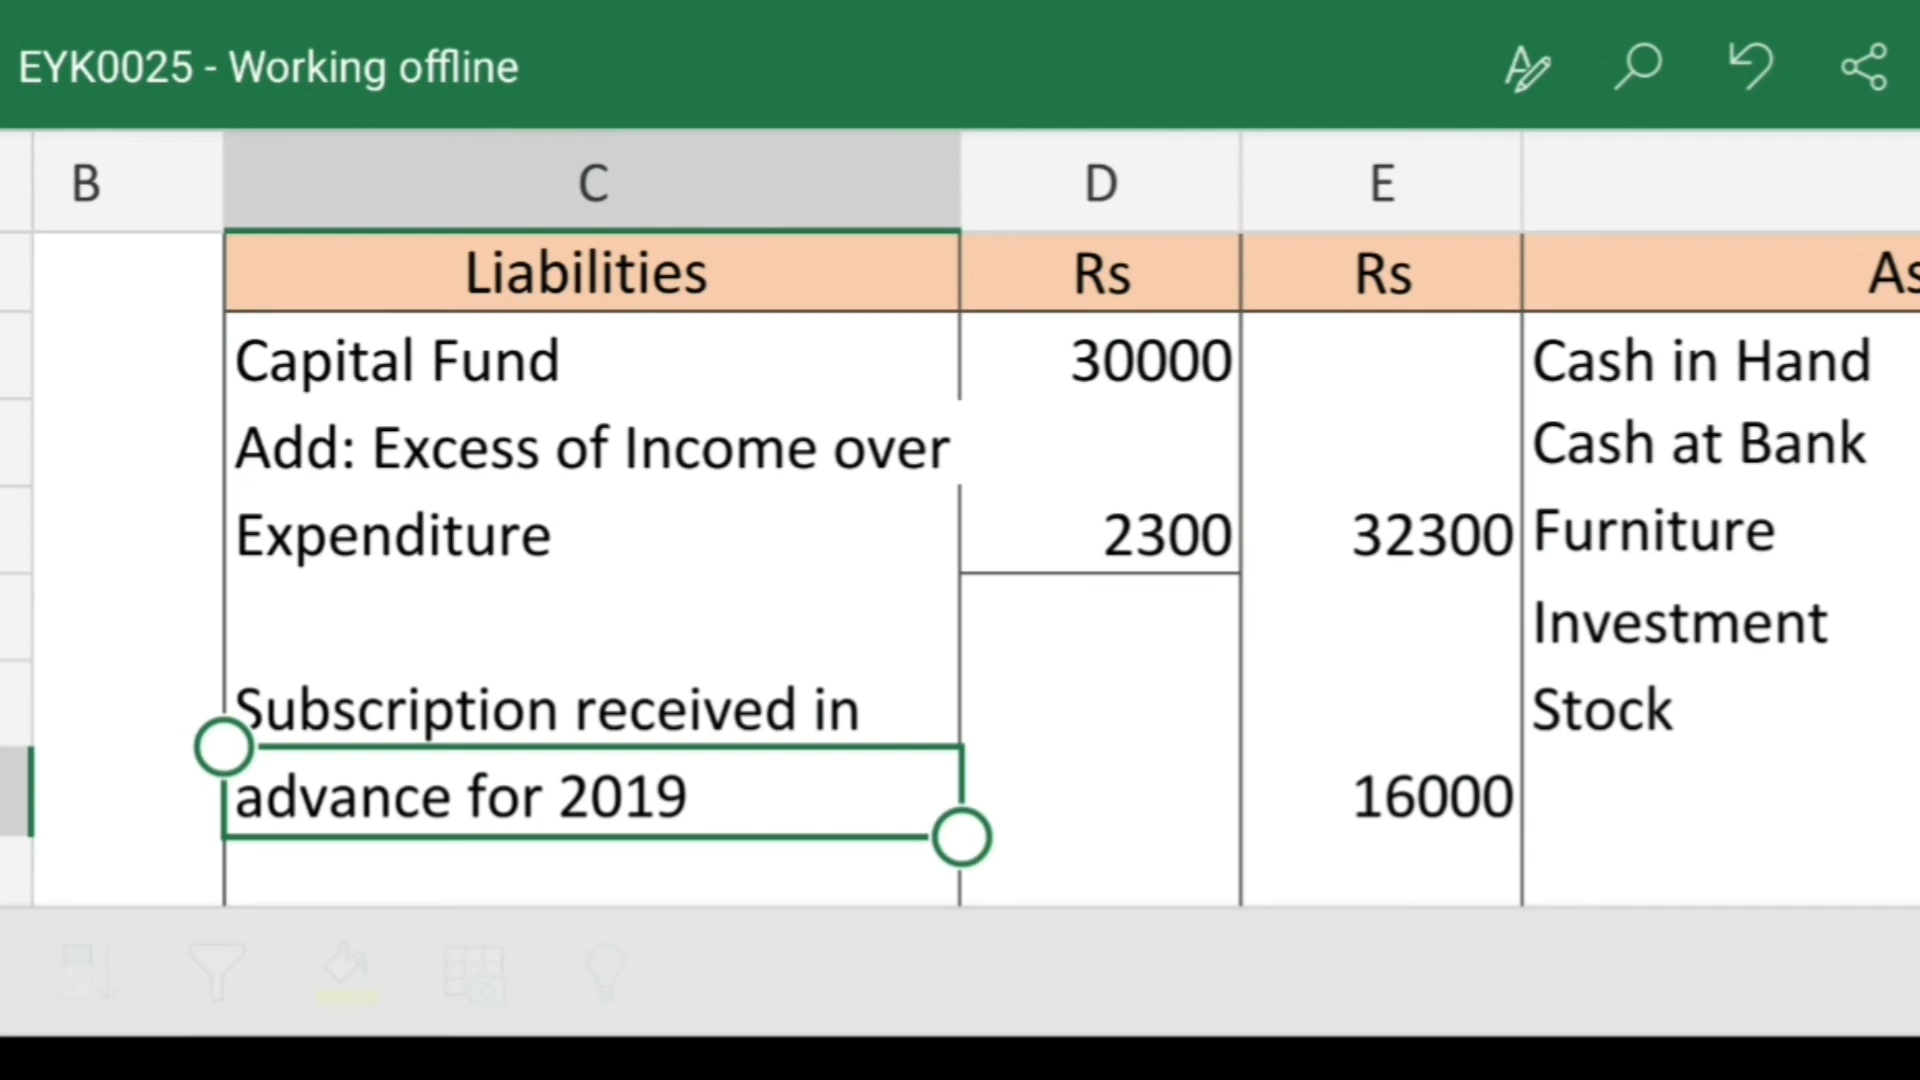 EYK0025 - Working offline
B C D E
Liabilities Rs Rs As
Capital Fund 30000 Cash in Hand
Add: Excess of Income over Cash at Bank
Expenditure 2300 32300 Furniture
Investment
Subscription received in Stock
advance for 2019 16000